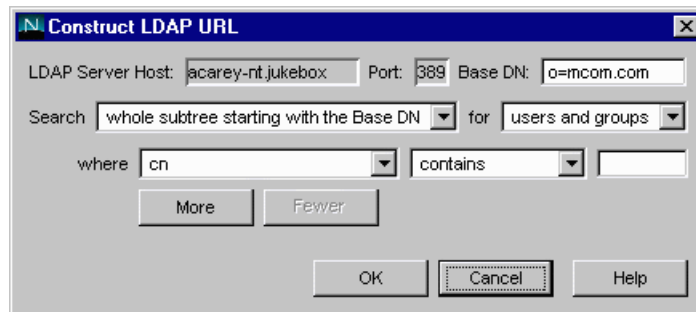 N Construct LDAP URL
LDAP Server Host: acarey-nt.jukebox Port: 389 Base DN: o=mcom.com
Search whole subtree starting with the Base DN for users and groups
where cn contains
More Fewer
OK Cancel Help